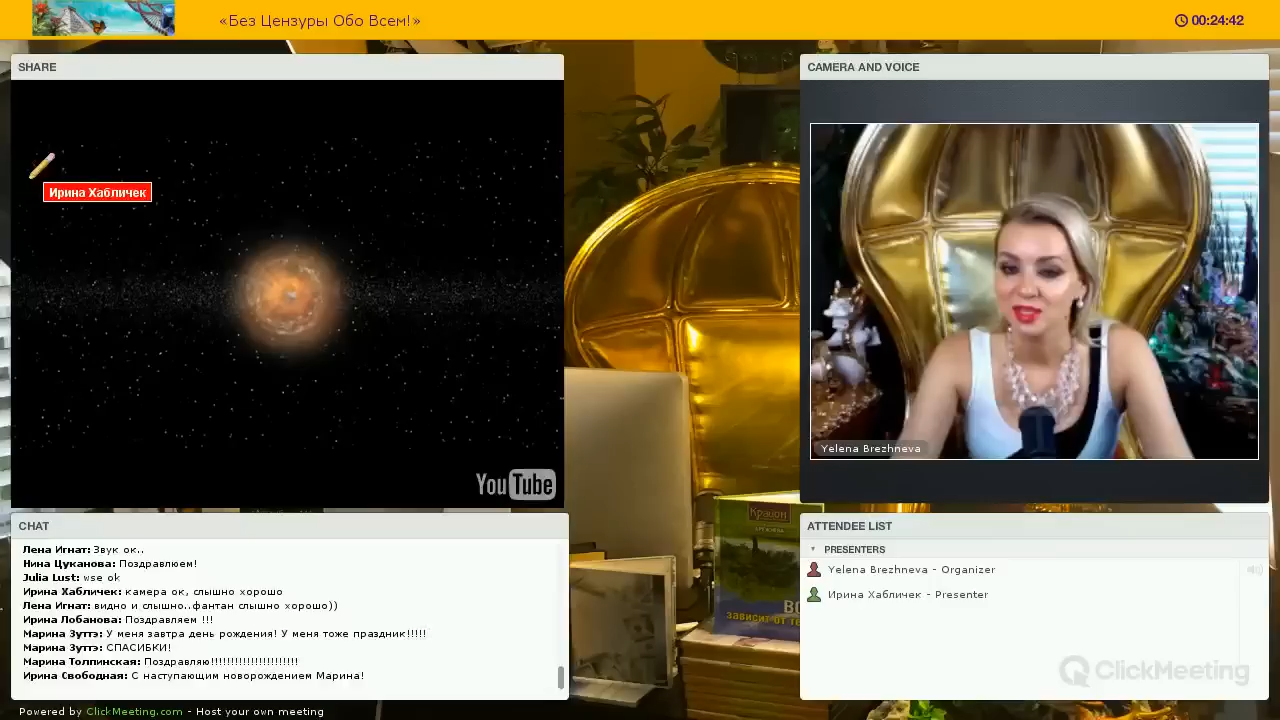 «Без Цензуры Обо Всем!»
00:24:42
SHARE
Ирина Хабличек
YouTube
CAMERA AND VOICE
Yelena Brezhneva
CHAT
Лена Игнат: Звук ок..
Нина Цуканова: Поздравлюем!
Julia Lust: wse ok
Ирина Хабличек: камера ок, слышно хорошо
Лена Игнат: видно и слышно..фантан слышно хорошо))
Ирина Лобанова: Поздравляем !!!
Марина Зуттэ: У меня завтра день рождения! У меня тоже праздник!!!!!
Марина Зуттэ: СПАСИБКИ!
Марина Толпинская: Поздравляю!!!!!!!!!!!!!!!!!!!!!!
Ирина Свободная: С наступающим новорождением Марина!
ATTENDEE LIST
PRESENTERS
Yelena Brezhneva - Organizer
Ирина Хабличек - Presenter
ClickMeeting
Крайон
зависит от
Powered by ClickMeeting.com - Host your own meeting